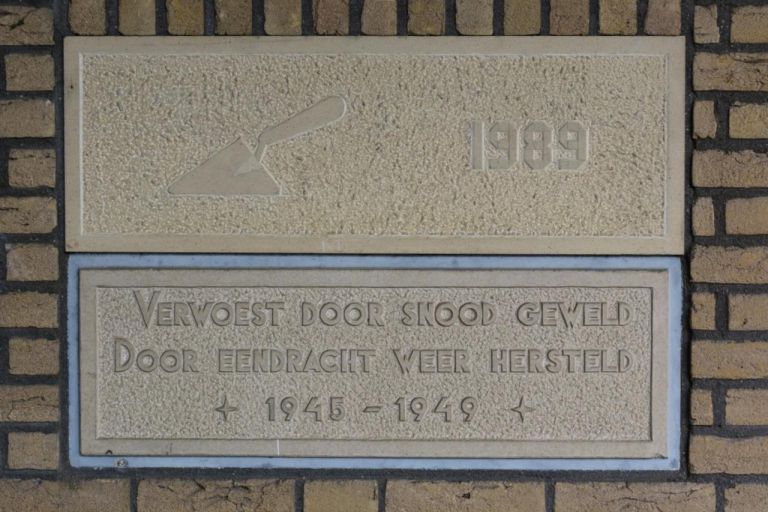 1989
VERWOEST DOOR SNOOD GEWELD
DOOR EENDRACHT WEER HERSTELD
1945 - 1949